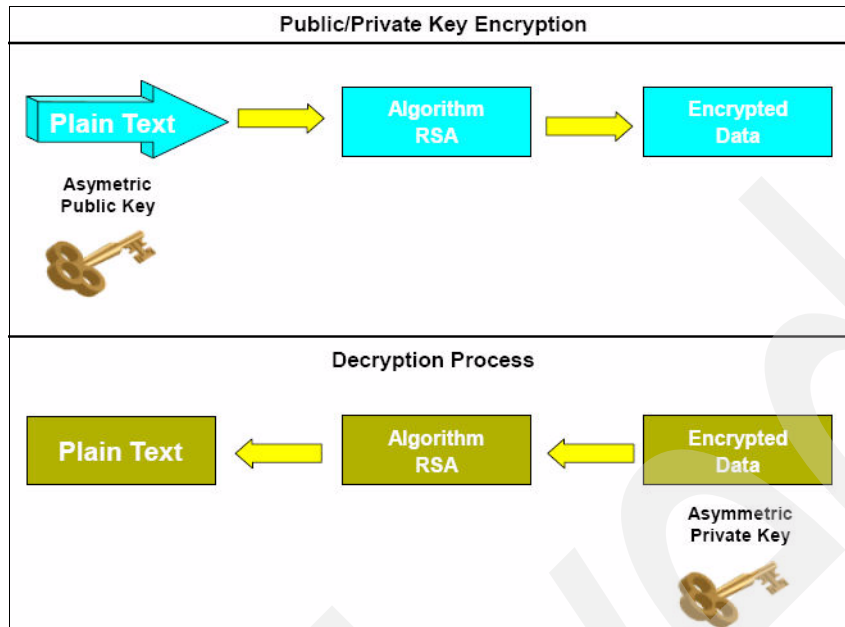 Public/Private Key Encryption
Plain Text
Algorithm
RSA
Encrypted
Data
Asymetric
Public Key
Decryption Process
Plain Text
Algorithm
RSA
Encrypted
Data
Asymmetric
Private Key